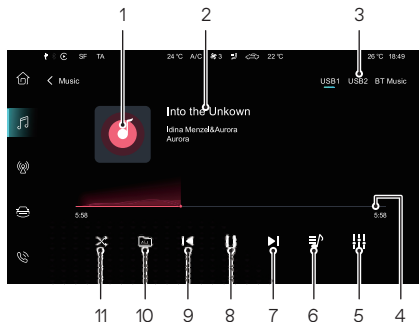 1 2 3
SF TA 24 ℃ A/C 3 22 ℃ 26 ℃ 18:49
Music USB1 USB2 BT Music
Into the Unkown
Idina Menzel&Aurora
Aurora
5:58 5:58
ALL
11 10 9 8 7 6 5 4